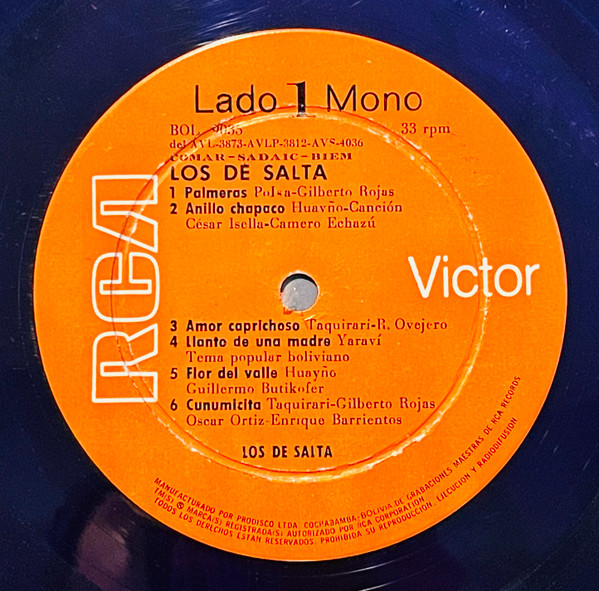 Lado 1 Mono
BOL 9035
33 rpm
del AVL-3873-AVLP-3812-AVS-4036
COMAR-SADAIC-BIEM
LOS DE SALTA
1 Palmeras Polka-Gilberto Rojas
2 Anillo chapaco Huavño-Canción
César Isella-Camero Echazú
RCA
Victor
3 Amor caprichoso Taquirari-R. Ovejero
4 Llanto de una madre Yaraví
Tema popular boliviano
5 Flor del valle Huayño
Guillermo Butikofer
6 Cunumicita Taquirari-Gilberto Rojas
Oscar Ortiz-Enrique Barrientos
LOS DE SALTA
MANUFACTURADO POR PRODISCO LTDA. COCHABAMBA-BOLIVIA DE GRABACIONES MAESTRAS DE RCA RECORDS
TM(S) ® MARCA(S) REGISTRADA(S) AUTORIZADO POR RCA CORPORATION
TODOS LOS DERECHOS ESTAN RESERVADOS. PROHIBIDA SU REPRODUCCION, EJECUCION Y RADIODIFUSION